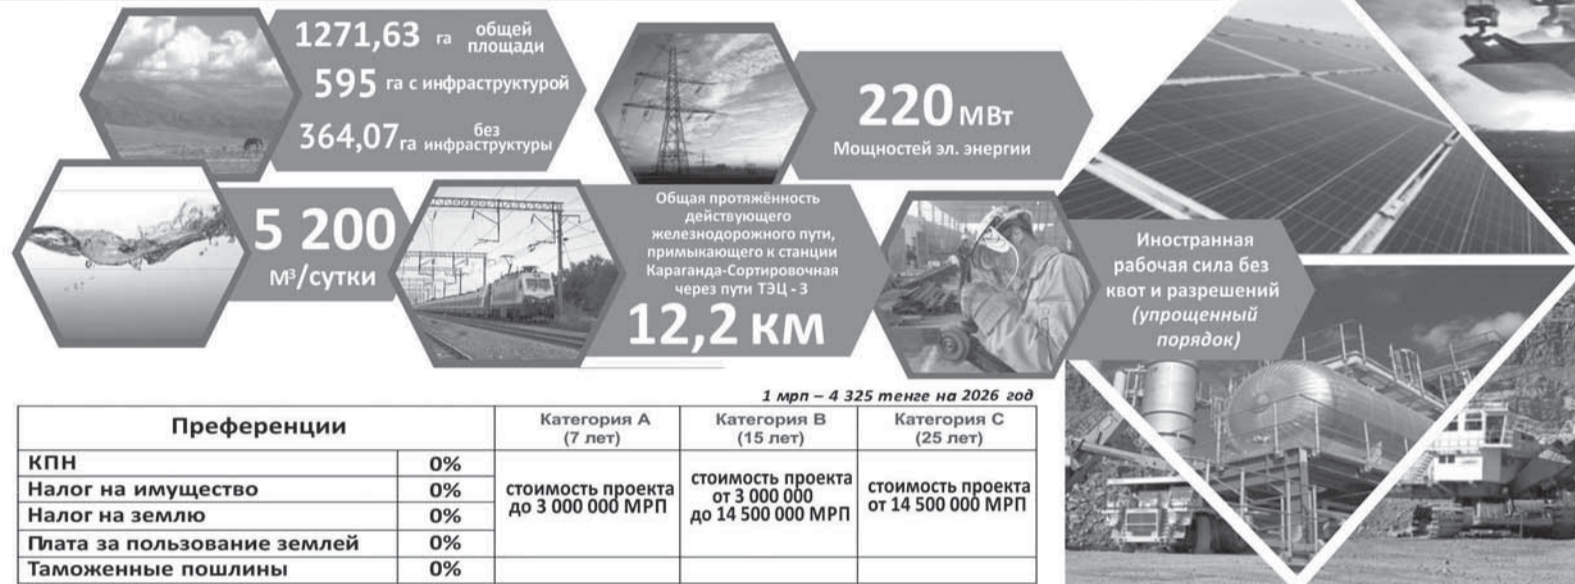 1271,63 га общей площади
595 га с инфраструктурой
364,07 га без инфраструктуры
220 МВт
Мощностей эл. энергии
5 200
м³/сутки
Общая протяжённость
действующего
железнодорожного пути,
примыкающего к станции
Караганда-Сортировочная
через пути ТЭЦ - 3
12,2 КМ
Иностранная
рабочая сила без
квот и разрешений
(упрощенный
порядок)
1 мрп – 4 325 тенге на 2026 год
Преференции
Категория А
(7 лет)
Категория В
(15 лет)
Категория С
(25 лет)
КПН 0%
Налог на имущество 0%
Налог на землю 0%
Плата за пользование землей 0%
Таможенные пошлины 0%
стоимость проекта
до 3 000 000 МРП
стоимость проекта
от 3 000 000
до 14 500 000 МРП
стоимость проекта
от 14 500 000 МРП